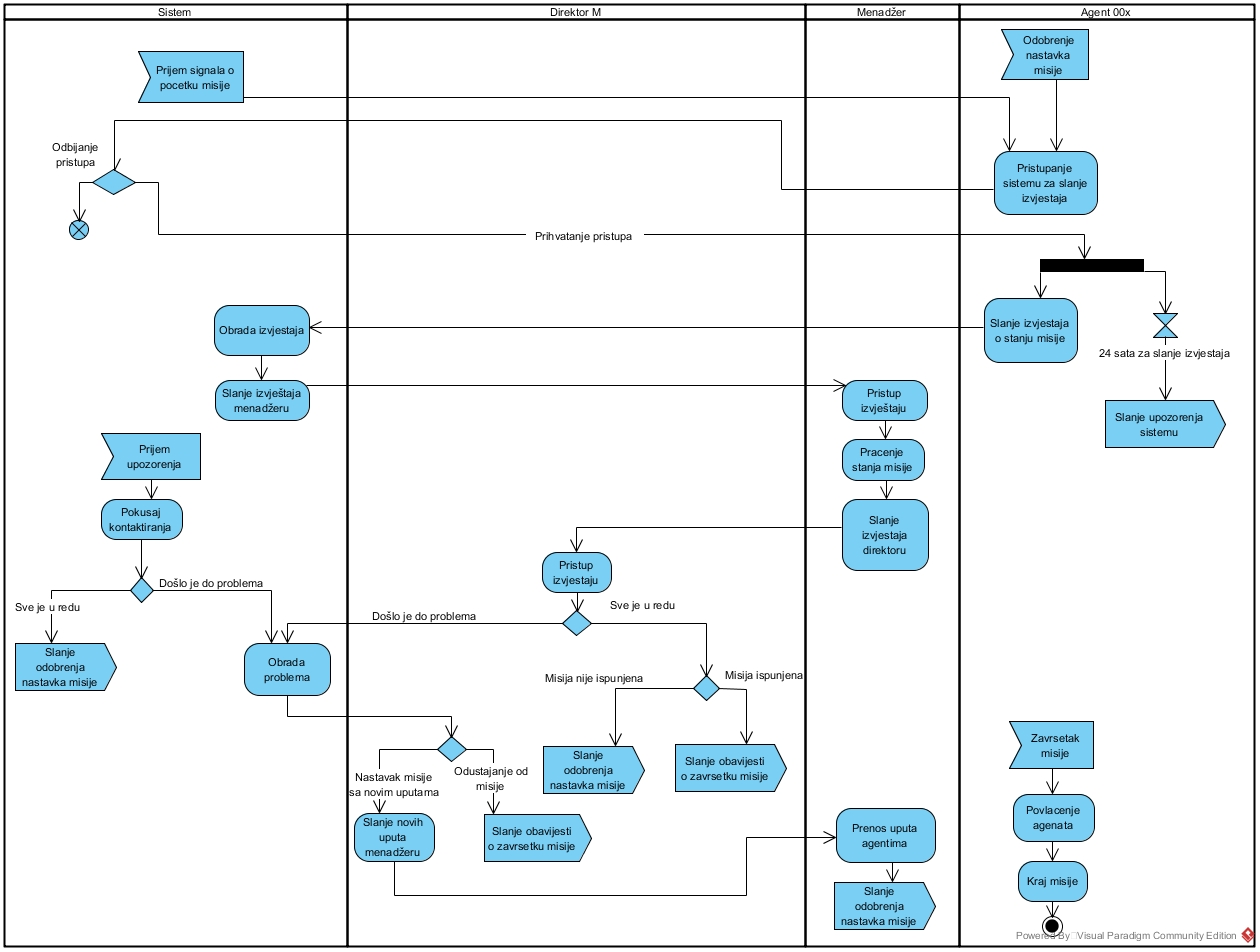 Sistem
Direktor M
Menadžer
Agent 00x
Prijem signala o
pocetku misije
Odobrenje
nastavka
misije
Odbijanje
pristupa
Pristupanje
sistemu za slanje
izvjestaja
Prihvatanje pristupa
Obrada izvjestaja
Slanje izvjestaja
o stanju misije
24 sata za slanje izvjestaja
Slanje izvještaja
menadžeru
Pristup
izvještaju
Slanje upozorenja
sistemu
Prijem
upozorenja
Pracenje
stanja misije
Pokusaj
kontaktiranja
Slanje
izvjestaja
direktoru
Pristup
izvjestaju
Došlo je do problema
Sve je u redu
Sve je u redu
Došlo je do problema
Slanje
odobrenja
nastavka misije
Obrada
problema
Misija nije ispunjena
Misija ispunjena
Slanje
odobrenja
nastavka misije
Slanje obavijesti
o zavrsetku misije
Zavrsetak
misije
Nastavak misije
sa novim uputama
Odustajanje od
misije
Slanje novih
uputa
menadžeru
Slanje obavijesti
o zavrsetku misije
Prenos uputa
agentima
Povlacenje
agenata
Slanje
odobrenja
nastavka misije
Kraj misije
Powered By Visual Paradigm Community Edition